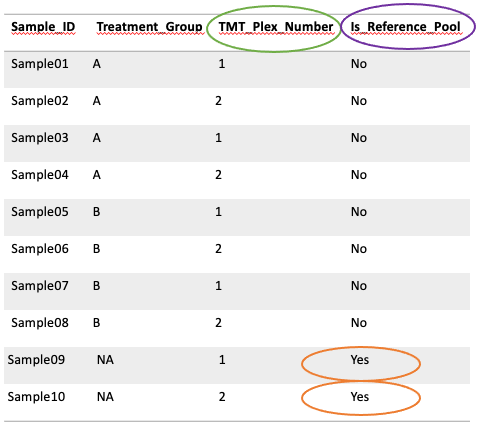 Sample_ID Treatment_Group TMT_Plex_Number Is_Reference_Pool
Sample01 A 1 No
Sample02 A 2 No
Sample03 A 1 No
Sample04 A 2 No
Sample05 B 1 No
Sample06 B 2 No
Sample07 B 1 No
Sample08 B 2 No
Sample09 NA 1 Yes
Sample10 NA 2 Yes